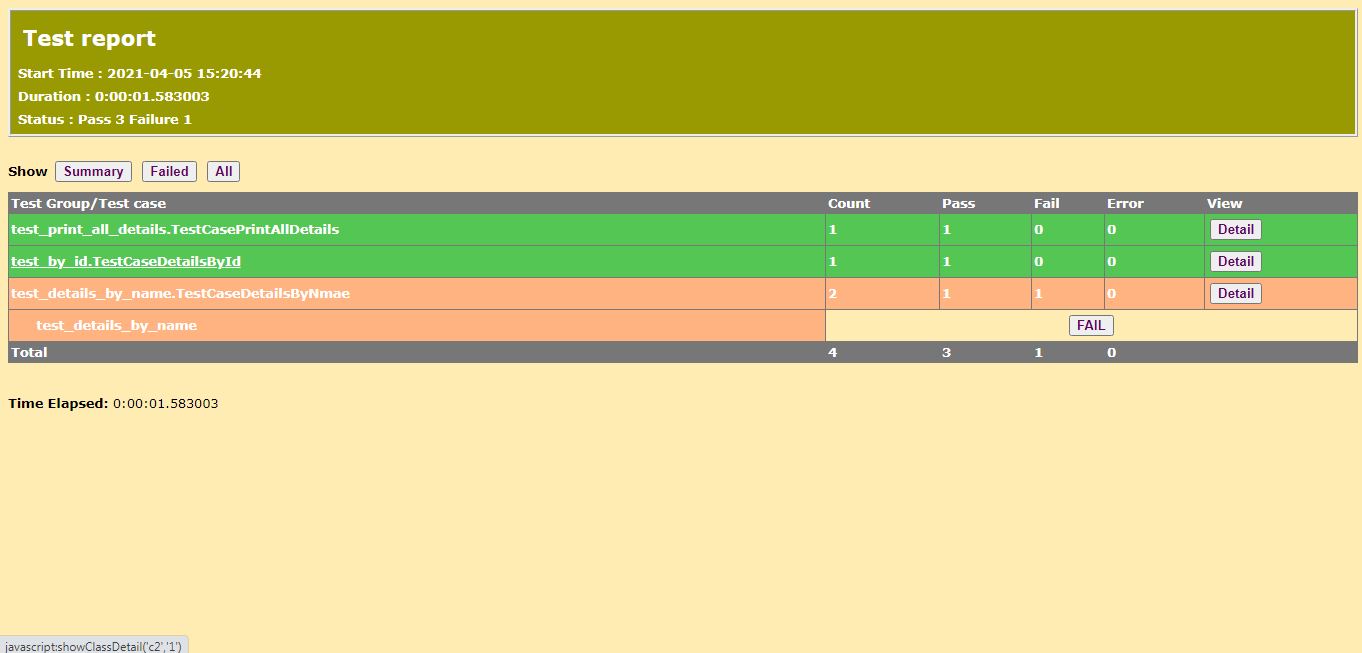 Test report
Start Time : 2021-04-05 15:20:44
Duration : 0:00:01.583003
Status : Pass 3 Failure 1
Show Summary Failed All
Test Group/Test case Count Pass Fail Error View
test_print_all_details.TestCasePrintAllDetails 1 1 0 0 Detail
test_by_id.TestCaseDetailsById 1 1 0 0 Detail
test_details_by_name.TestCaseDetailsByNmae 2 1 1 0 Detail
test_details_by_name FAIL
Total 4 3 1 0
Time Elapsed: 0:00:01.583003
javascript:showClassDetail('c2','1')